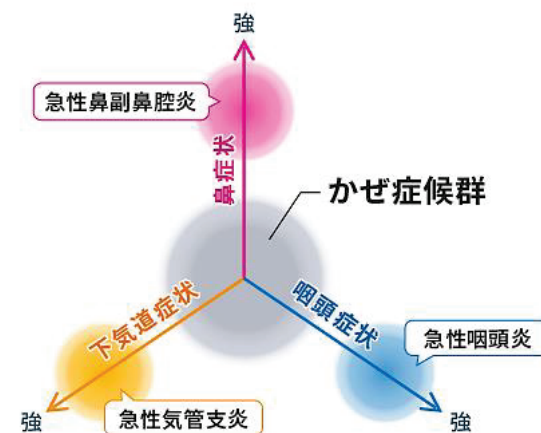 強
急性鼻副鼻腔炎
鼻症状
かぜ症候群
下気道症状
咽頭症状
急性咽頭炎
強
急性気管支炎
強